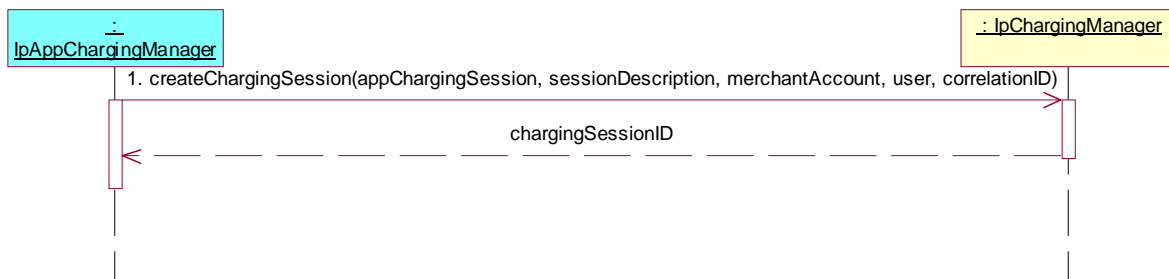 :
IpAppChargingManager
: IpChargingManager
1. createChargingSession(appChargingSession, sessionDescription, merchantAccount, user, correlationID)
chargingSessionID